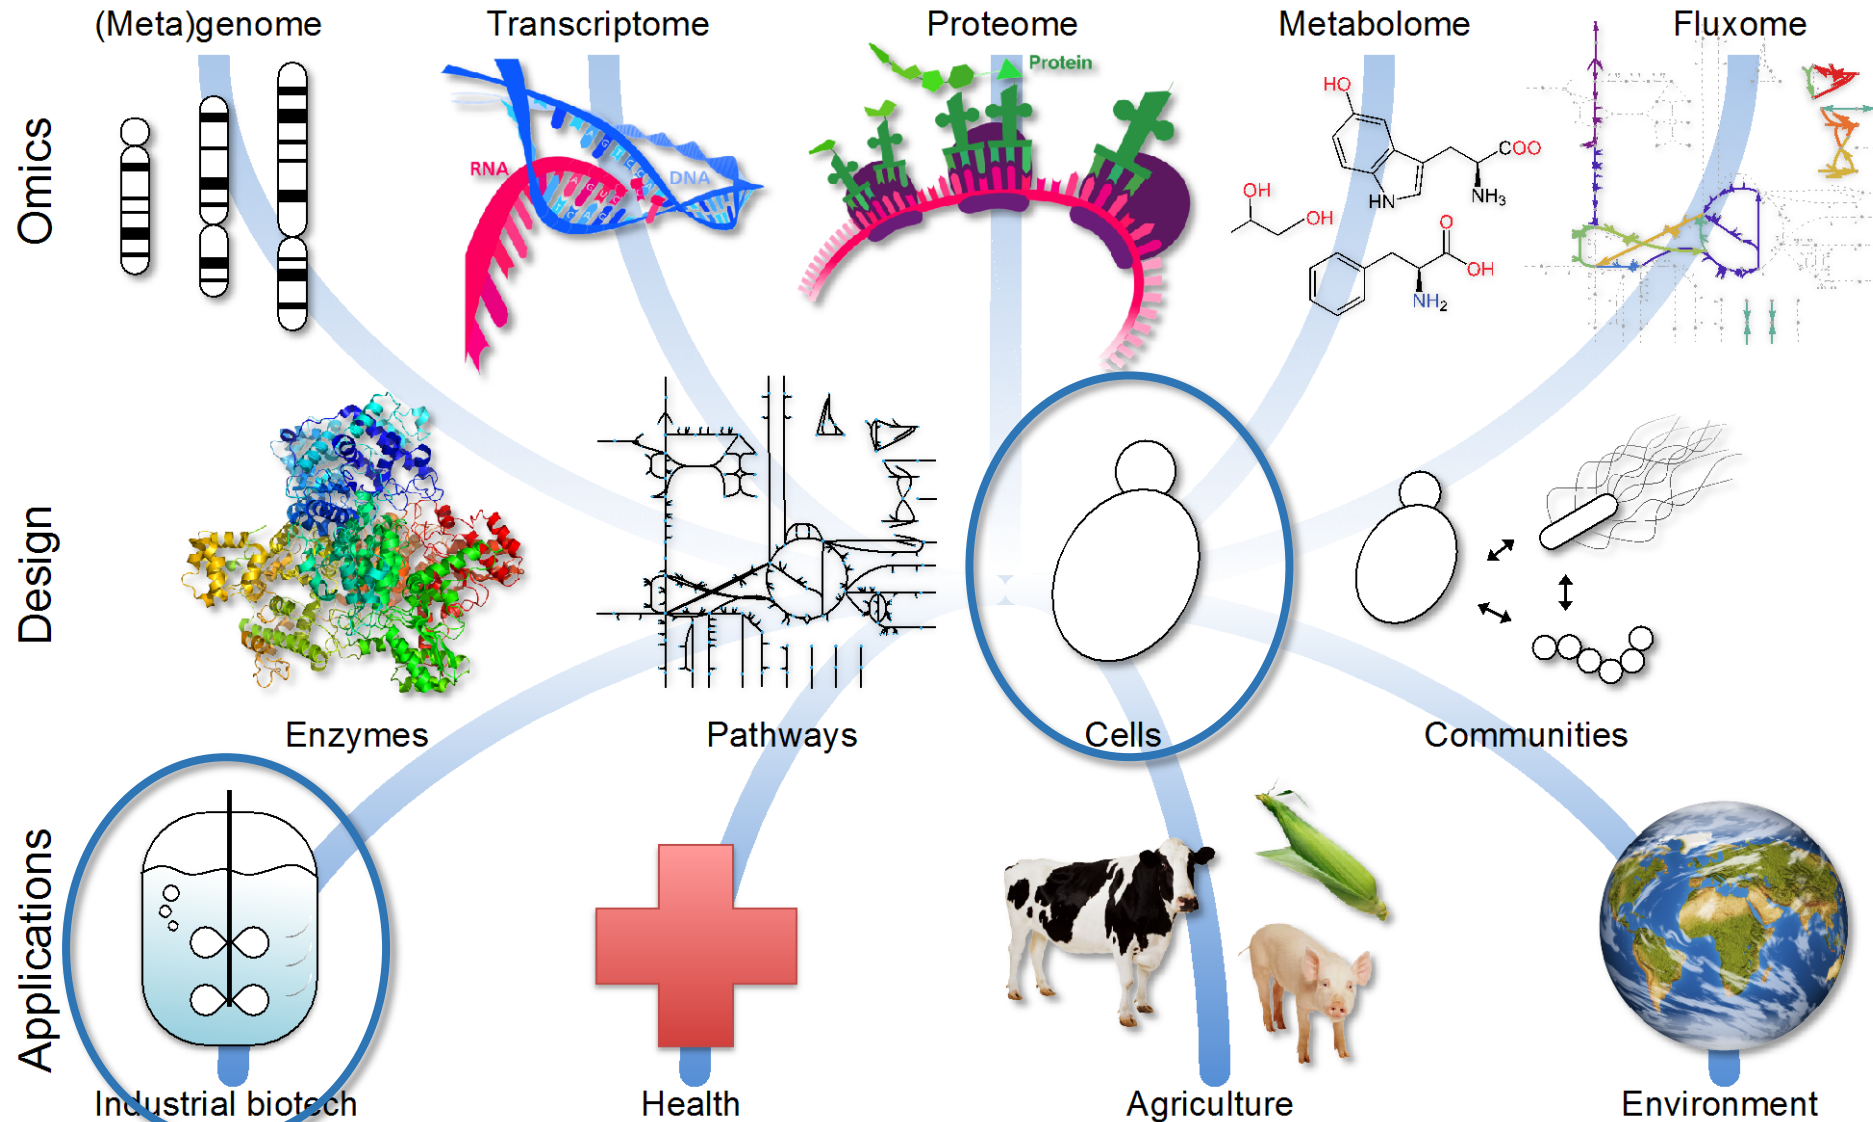 (Meta)genome
Transcriptome
Proteome
Metabolome
Fluxome
Omics
Protein
RNA
DNA
HO
COO
HN
NH3
OH
OH
O
OH
NH2
Design
Enzymes
Pathways
Cells
Communities
Applications
Industrial biotech
Health
Agriculture
Environment